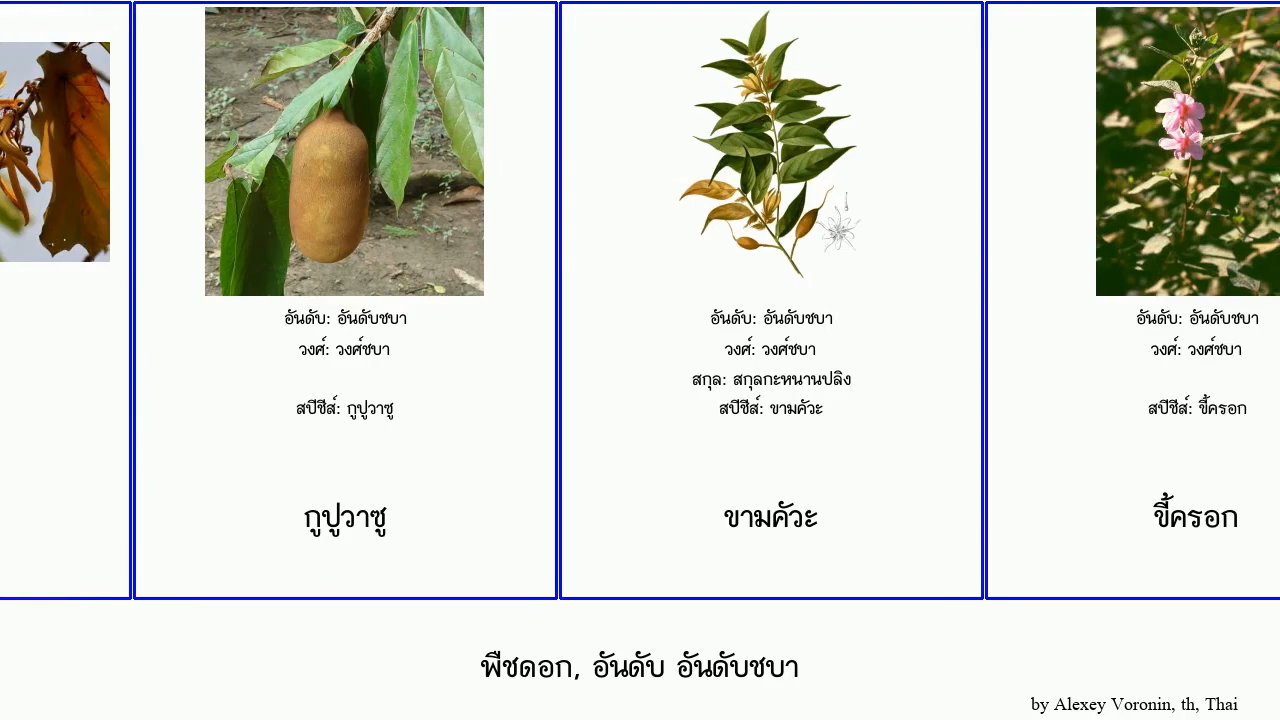 อันดับ: อันดับชบา
วงศ์: วงศ์ชบา
สปีชีส์: กูปูวาซู
กูปูวาซู
อันดับ: อันดับชบา
วงศ์: วงศ์ชบา
สกุล: สกุลกะหนานปลิง
สปีชีส์: ขามคัวะ
ขามคัวะ
อันดับ: อันดับชบา
วงศ์: วงศ์ชบา
สปีชีส์: ขี้ครอก
ขี้ครอก
พืชดอก, อันดับ อันดับชบา
by Alexey Voronin, th, Thai